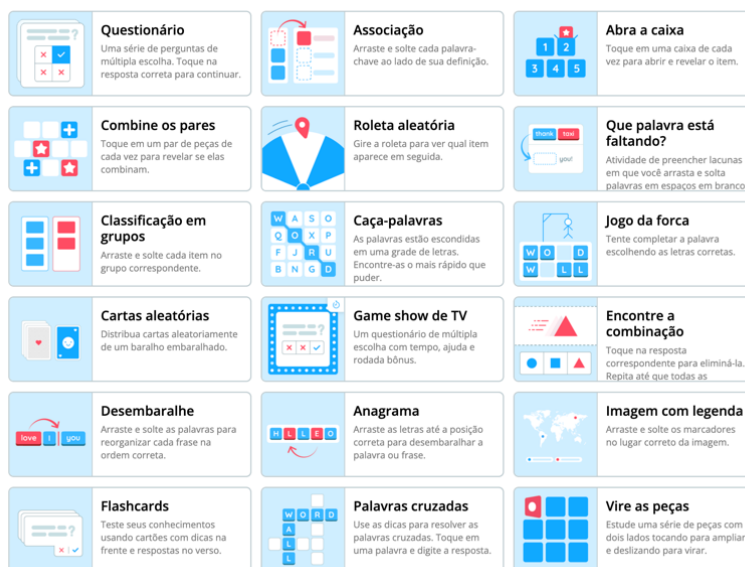 Questionário
Uma série de perguntas de
múltipla escolha. Toque na
resposta correta para continuar.
Associação
Arraste e solte cada palavra-
chave ao lado de sua definição.
1 2
3 4 5
Abra a caixa
Toque em uma caixa de cada
vez para abrir e revelar o item.
Combine os pares
Toque em um par de peças de
cada vez para revelar se elas
combinam.
Roleta aleatória
Gire a roleta para ver qual item
aparece em seguida.
thank taxi
you!
Que palavra está
faltando?
Atividade de preencher lacunas
em que você arrasta e solta
palavras em espaços em branco
Classificação em
grupos
Arraste e solte cada item no
grupo correspondente.
W A S O
Q O X P
F J R U
B N G D
Caça-palavras
As palavras estão escondidas
em uma grade de letras.
Encontre-as o mais rápido que
puder.
W O D
W L L
Jogo da forca
Tente completar a palavra
escolhendo as letras corretas.
Cartas aleatórias
Distribua cartas aleatoriamente
de um baralho embaralhado.
?
Game show de TV
Um questionário de múltipla
escolha com tempo, ajuda e
rodada bônus.
Encontre a
combinação
Toque na resposta
correspondente para eliminá-la.
Repita até que todas as
love I you
Desembaralhe
Arraste e solte as palavras para
reorganizar cada frase na
ordem correta.
H L L E O
Anagrama
Arraste as letras até a posição
correta para desembaralhar a
palavra ou frase.
Imagem com legenda
Arraste e solte os marcadores
no lugar correto da imagem.
?
Flashcards
Teste seus conhecimentos
usando cartões com dicas na
frente e respostas no verso.
W O R D
A
L
L
Palavras cruzadas
Use as dicas para resolver as
palavras cruzadas. Toque em
uma palavra e digite a resposta.
Vire as peças
Estude uma série de peças com
dois lados tocando para ampliar
e deslizando para virar.